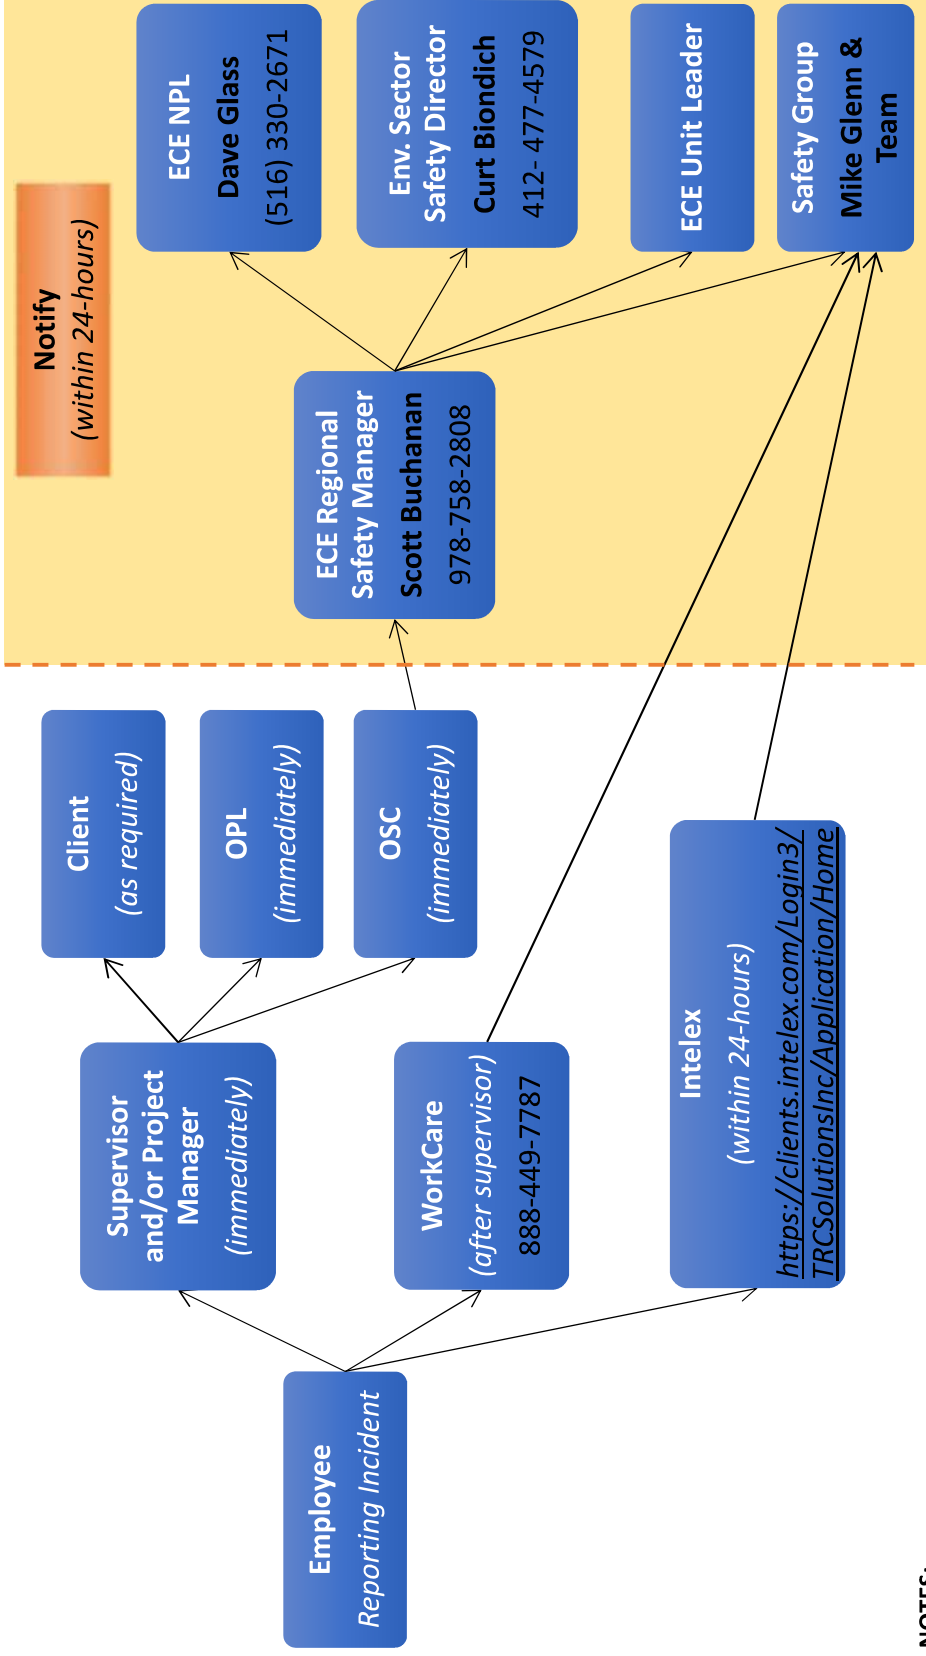 Employee
Reporting Incident
Supervisor
and/or Project
Manager
(immediately)
WorkCare
(after supervisor)
888-449-7787
Intelex
(within 24-hours)
https://clients.intelex.com/Login3/
TRCSolutionsInc/Application/Home
Client
(as required)
OPL
(immediately)
OSC
(immediately)
Notify
(within 24-hours)
ECE Regional
Safety Manager
Scott Buchanan
978-758-2808
ECE NPL
Dave Glass
(516) 330-2671
Env. Sector
Safety Director
Curt Biondich
412- 477-4579
ECE Unit Leader
Safety Group
Mike Glenn &
Team
NOTES: